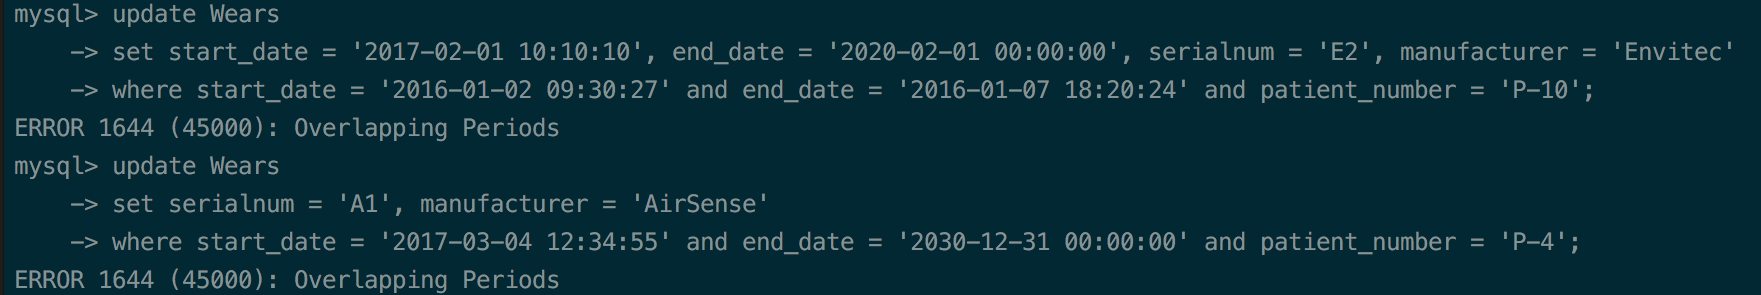 mysql> update Wears
    -> set start_date = '2017-02-01 10:10:10', end_date = '2020-02-01 00:00:00', serialnum = 'E2', manufacturer = 'Envitec'
    -> where start_date = '2016-01-02 09:30:27' and end_date = '2016-01-07 18:20:24' and patient_number = 'P-10';
ERROR 1644 (45000): Overlapping Periods
mysql> update Wears
    -> set serialnum = 'A1', manufacturer = 'AirSense'
    -> where start_date = '2017-03-04 12:34:55' and end_date = '2030-12-31 00:00:00' and patient_number = 'P-4';
ERROR 1644 (45000): Overlapping Periods